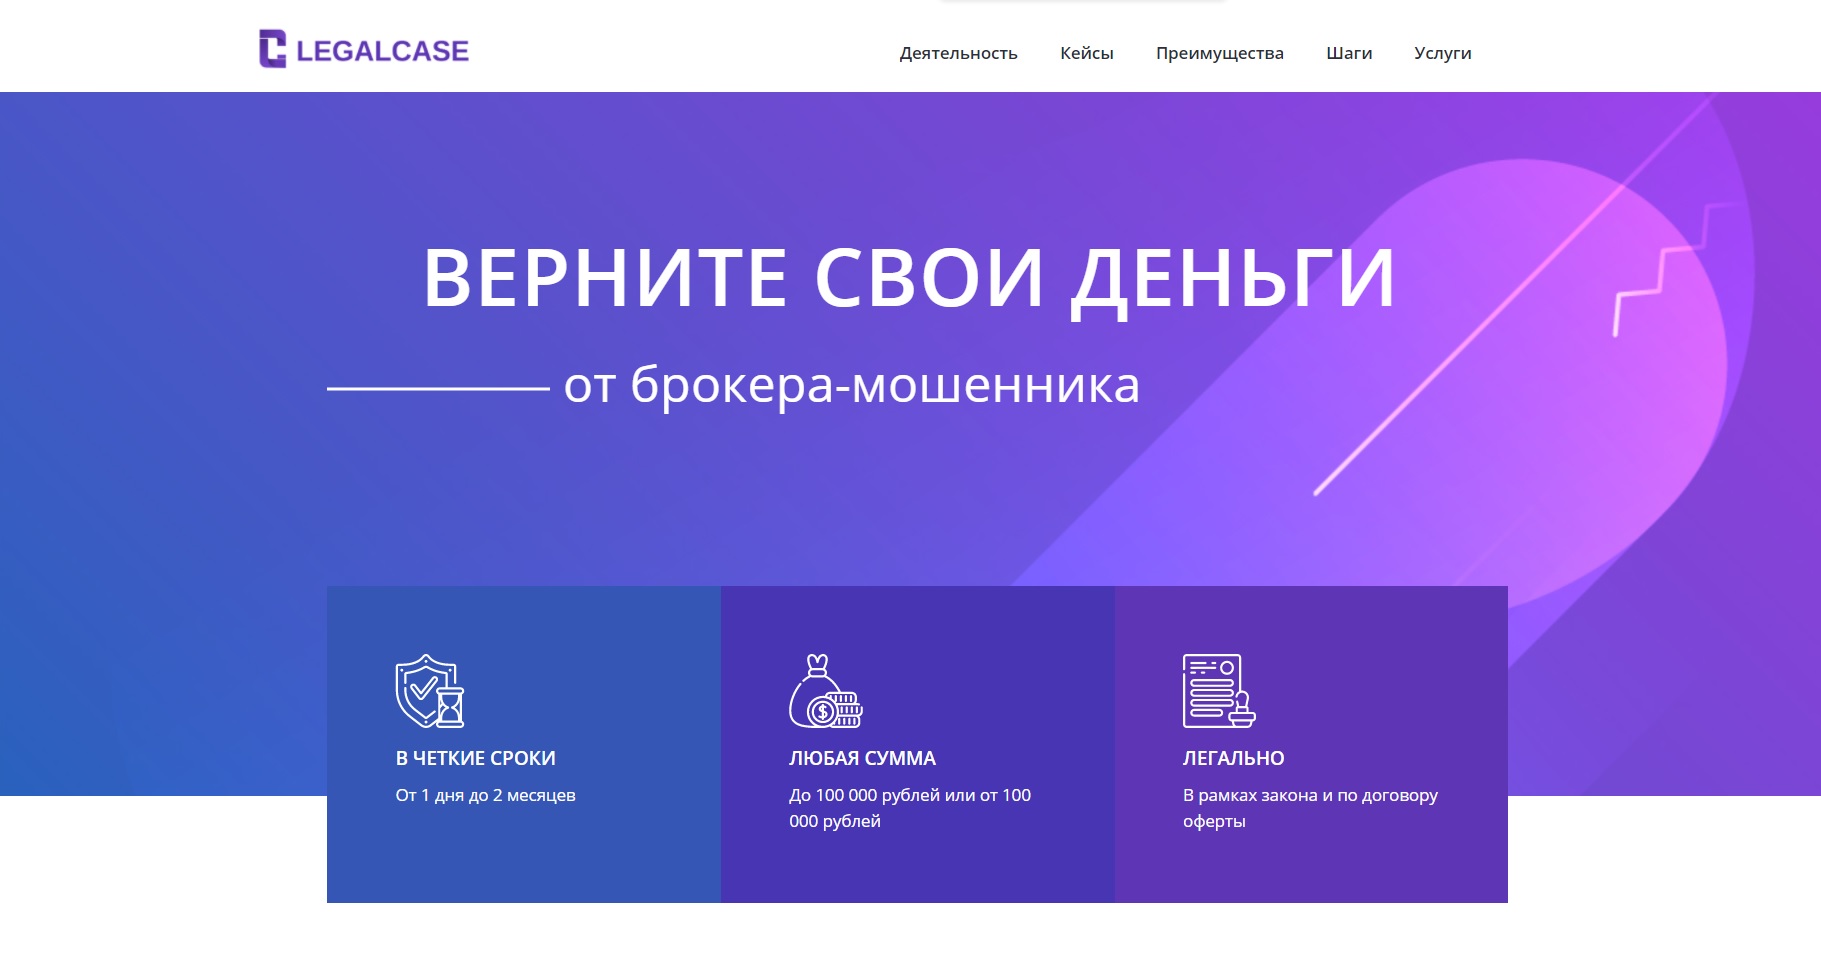 LEGALCASE
Деятельность Кейсы Преимущества Шаги Услуги
ВЕРНИТЕ СВОИ ДЕНЬГИ
от брокера-мошенника
В ЧЕТКИЕ СРОКИ
От 1 дня до 2 месяцев
ЛЮБАЯ СУММА
До 100 000 рублей или от 100
000 рублей
ЛЕГАЛЬНО
В рамках закона и по договору
оферты